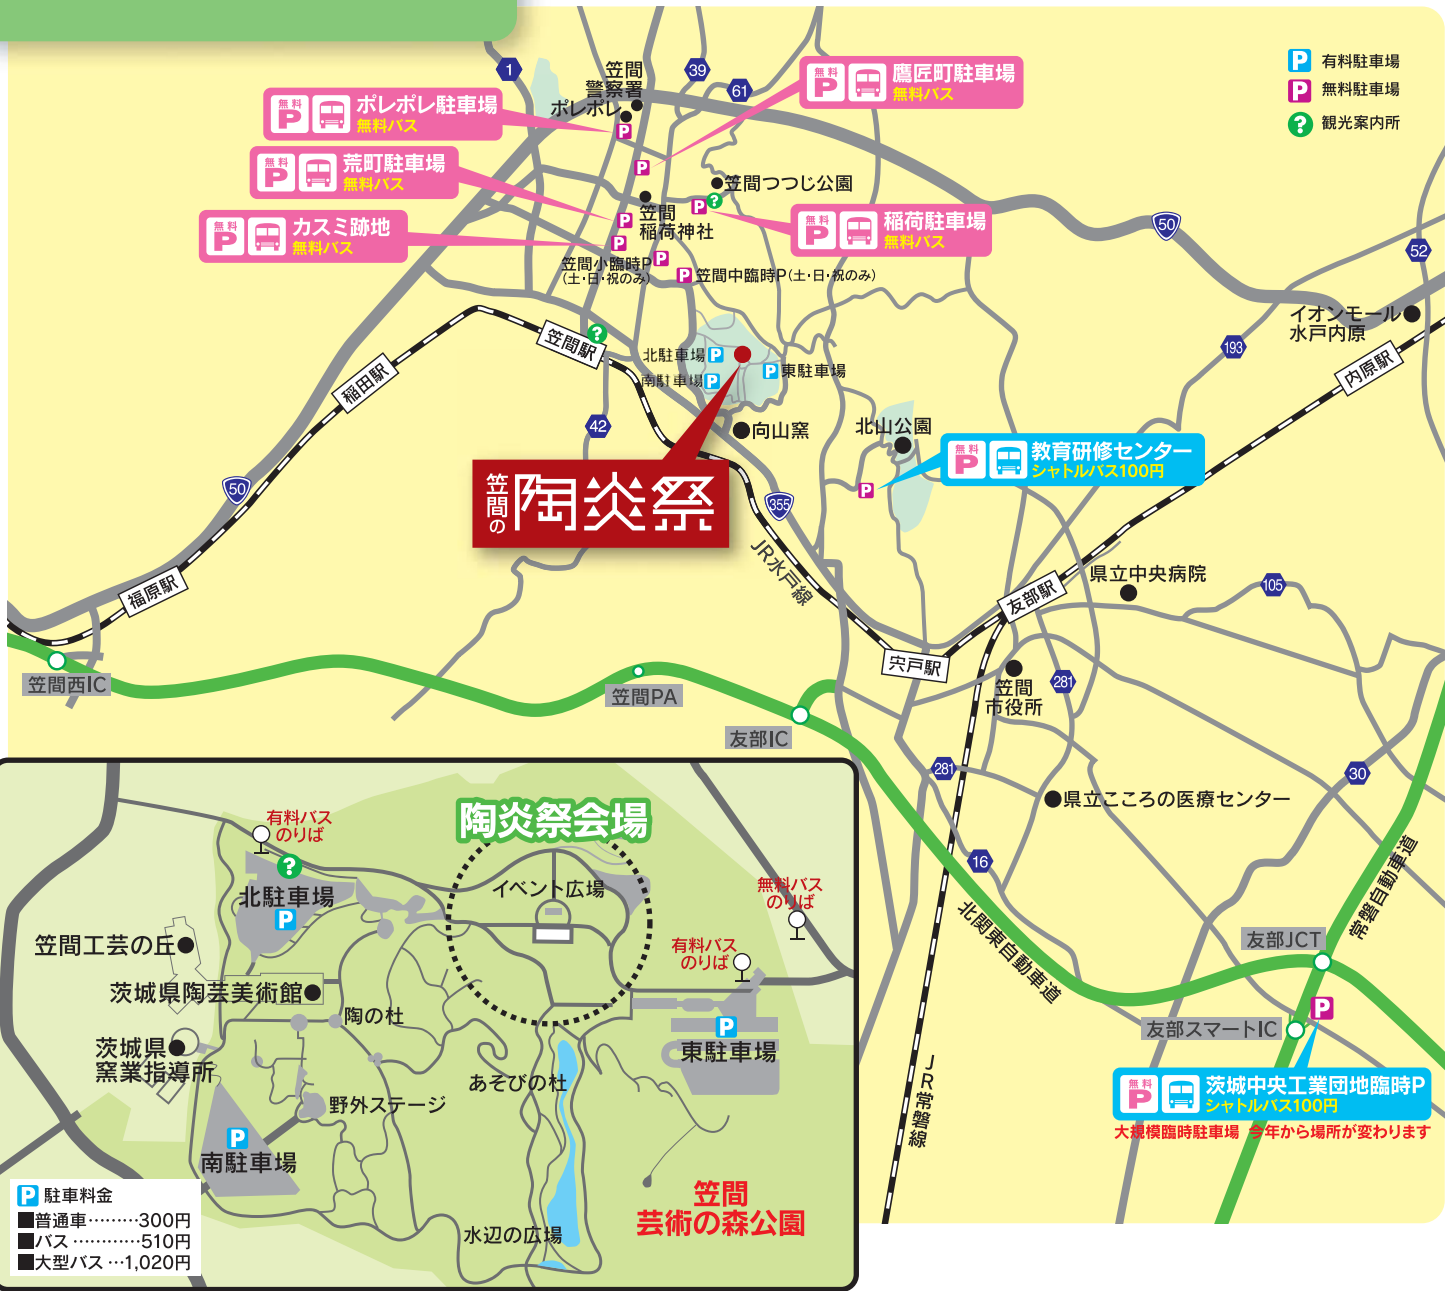 有料駐車場
無料駐車場
観光案内所
1
39
61
笠間
警察署
ポレポレ
無料
P
ポレポレ駐車場
無料バス
無料
P
鷹匠町駐車場
無料バス
無料
P
荒町駐車場
無料バス
無料
P
カスミ跡地
無料バス
笠間つつじ公園
無料
P
稲荷駐車場
無料バス
笠間
稲荷神社
笠間小臨時P
(土・日・祝のみ)
笠間中臨時P(土・日・祝のみ)
50
52
193
イオンモール
水戸内原
内原駅
笠間駅
稲田駅
北駐車場
南駐車場
東駐車場
42
向山窯
北山公園
無料
P
教育研修センター
シャトルバス100円
50
笠間の
陶炎祭
355
JR水戸線
福原駅
友部駅
県立中央病院
105
宍戸駅
笠間
市役所
281
笠間西IC
笠間PA
友部IC
281
30
県立こころの医療センター
16
北関東自動車道
常磐自動車道
友部JCT
友部スマートIC
JR常磐線
無料
P
茨城中央工業団地臨時P
シャトルバス100円
大規模臨時駐車場 今年から場所が変わります
陶炎祭会場
有料バス
のりば
北駐車場
P
イベント広場
無料バス
のりば
有料バス
のりば
笠間工芸の丘
茨城県陶芸美術館
陶の杜
茨城県
窯業指導所
東駐車場
P
あそびの杜
野外ステージ
P
南駐車場
水辺の広場
笠間
芸術の森公園
P 駐車料金
■普通車………300円
■バス…………510円
■大型バス…1,020円